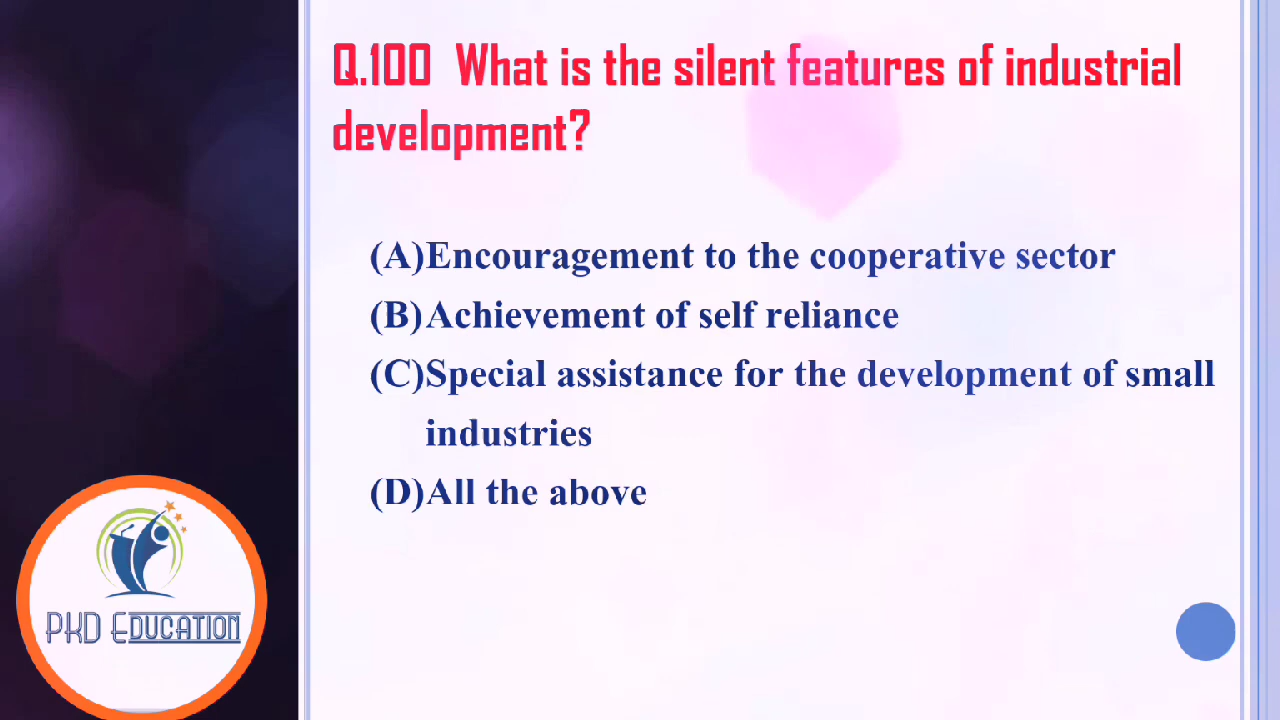 Q.100 What is the silent features of industrial
development?
(A)Encouragement to the cooperative sector
(B)Achievement of self reliance
(C)Special assistance for the development of small
industries
(D)All the above
PKD EDUCATION